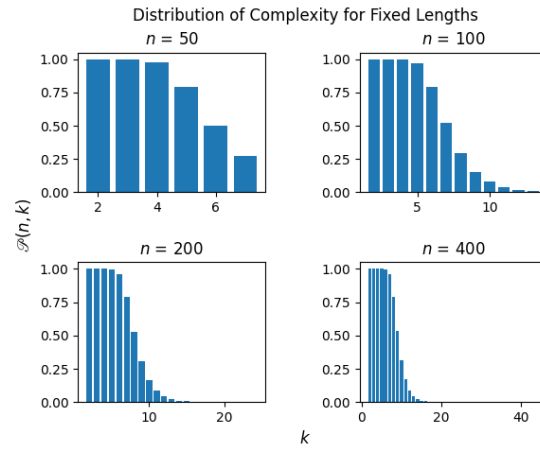 Distribution of Complexity for Fixed Lengths
n = 50
n = 100
1.00
0.75
0.50
0.25
0.00
2 4 6
1.00
0.75
0.50
0.25
0.00
5 10
𝒫(n, k)
n = 200
n = 400
1.00
0.75
0.50
0.25
0.00
10 20
1.00
0.75
0.50
0.25
0.00
0 20 40
k